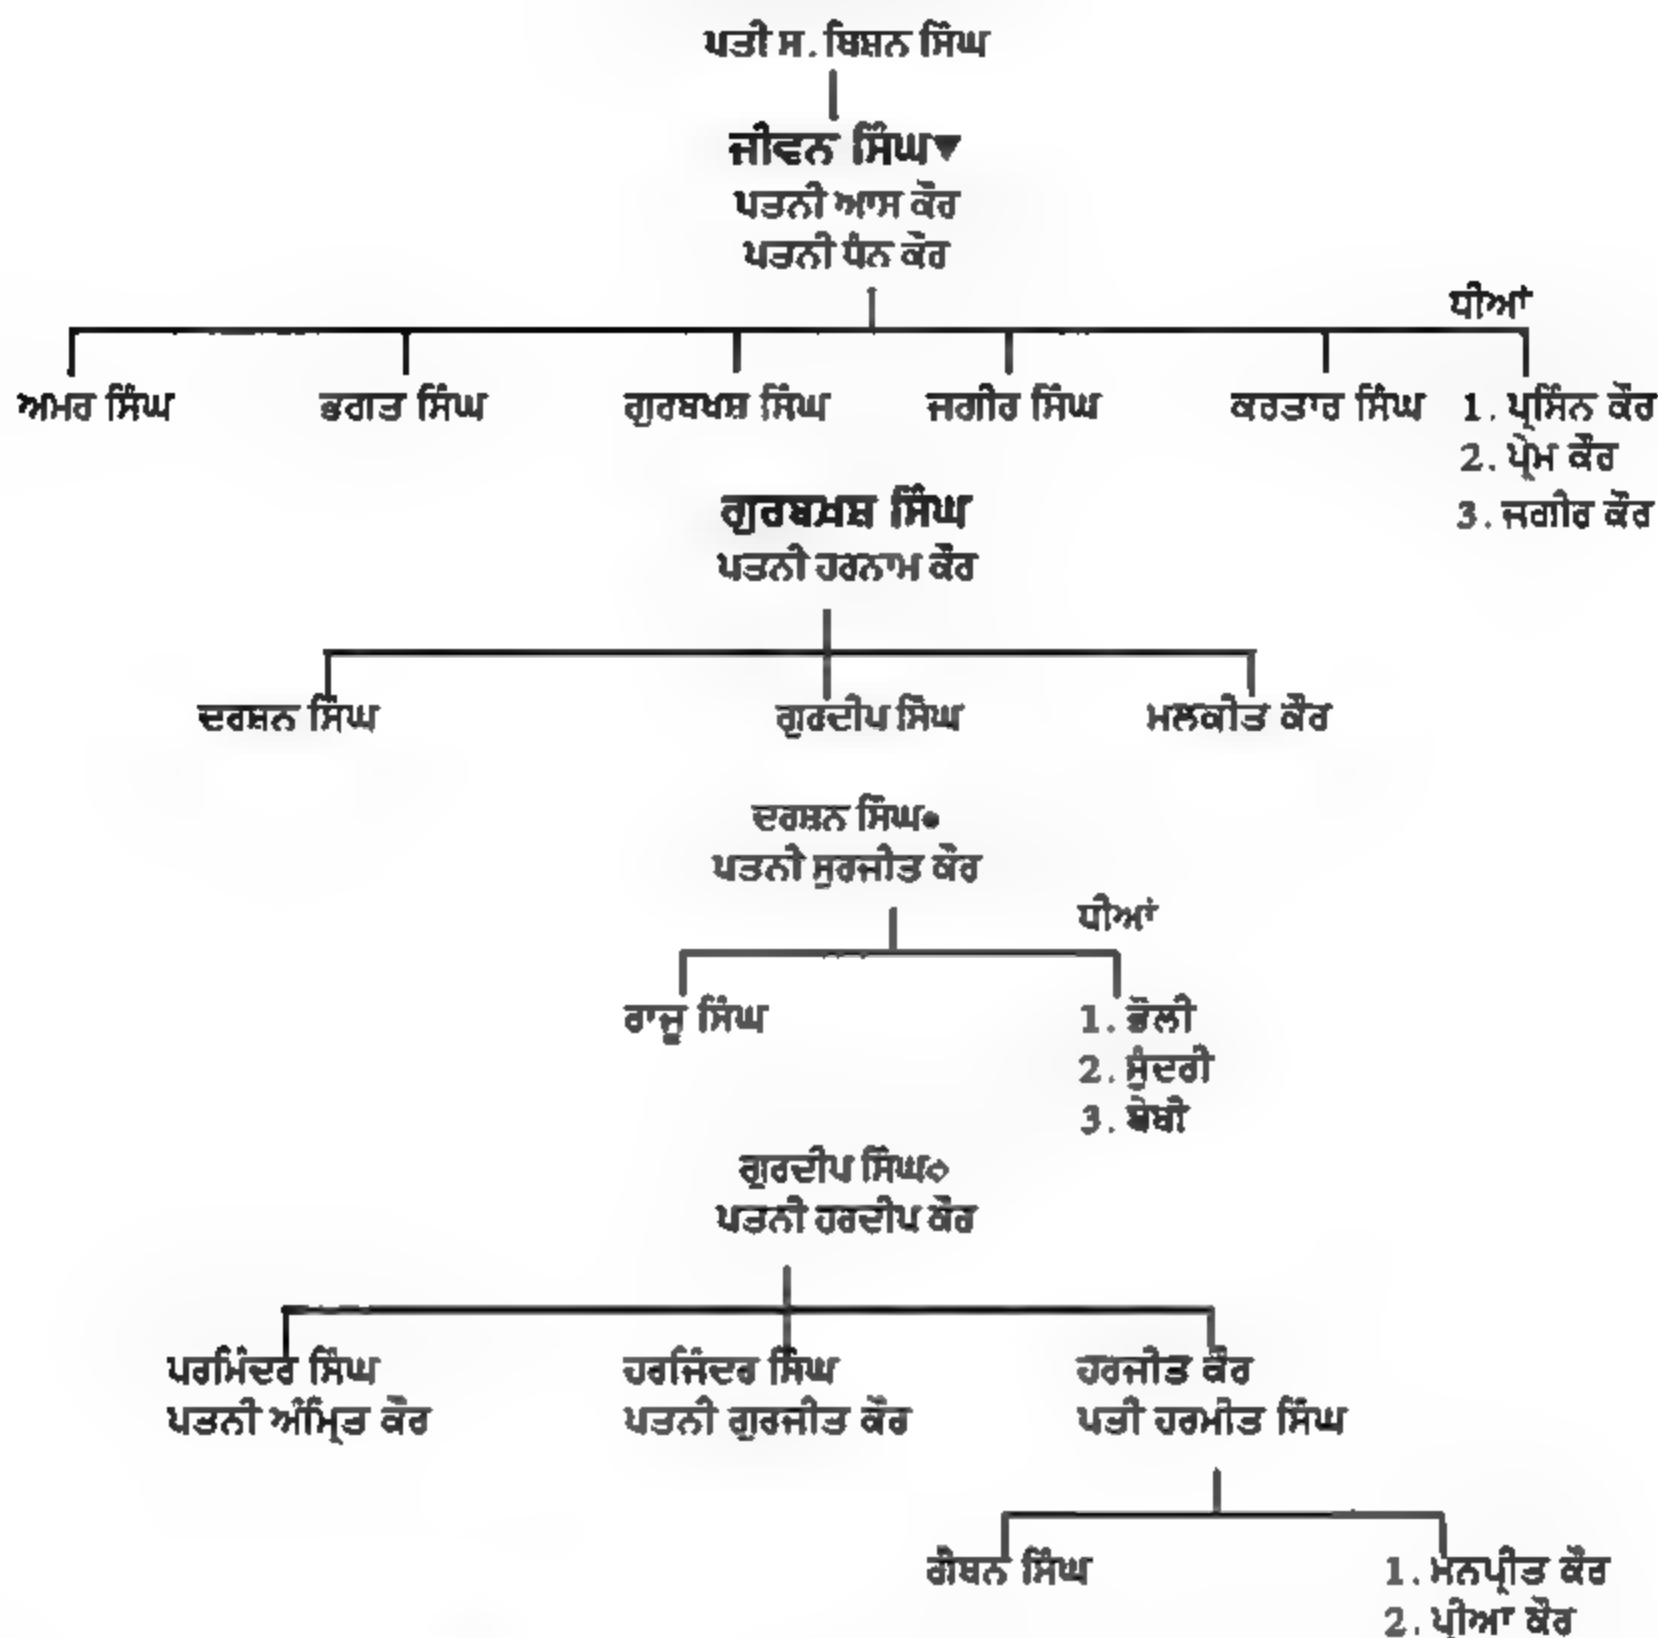 ਪਤੀ ਸ. ਬਿਸ਼ਨ ਸਿੰਘ
ਜੀਵਨ ਸਿੰਘ▼
ਪਤਨੀ ਆਸ ਕੌਰ
ਪਤਨੀ ਧੰਨ ਕੌਰ
ਧੀਆਂ
ਅਮਰ ਸਿੰਘ ਭਗਤ ਸਿੰਘ ਗੁਰਬਖਸ਼ ਸਿੰਘ ਜਗੀਰ ਸਿੰਘ ਕਰਤਾਰ ਸਿੰਘ 1. ਪ੍ਰਸਿੰਨ ਕੌਰ
2. ਪ੍ਰੇਮ ਕੌਰ
3. ਜਗੀਰ ਕੌਰ
ਗੁਰਬਖ਼ਸ਼ ਸਿੰਘ
ਪਤਨੀ ਹਰਨਾਮ ਕੌਰ
ਦਰਸ਼ਨ ਸਿੰਘ ਗੁਰਦੀਪ ਸਿੰਘ ਮਲਕੀਤ ਕੌਰ
ਦਰਸ਼ਨ ਸਿੰਘ●
ਪਤਨੀ ਸੁਰਜੀਤ ਕੌਰ
ਧੀਆਂ
ਰਾਜੂ ਸਿੰਘ 1. ਭੋਲੀ
2. ਸੁੰਦਰੀ
3. ਬੇਬੀ
ਗੁਰਦੀਪ ਸਿੰਘ◇
ਪਤਨੀ ਹਰਦੀਪ ਕੌਰ
ਪਰਮਿੰਦਰ ਸਿੰਘ ਹਰਜਿੰਦਰ ਸਿੰਘ ਹਰਜੀਤ ਕੌਰ
ਪਤਨੀ ਅੰਮ੍ਰਿਤ ਕੌਰ ਪਤਨੀ ਗੁਰਜੀਤ ਕੌਰ ਪਤੀ ਹਰਮੀਤ ਸਿੰਘ
ਸਿੰਘ 1. ਮਨਪ੍ਰੀਤ ਕੌਰ
2. ਪ੍ਰੀਆ ਕੌਰ